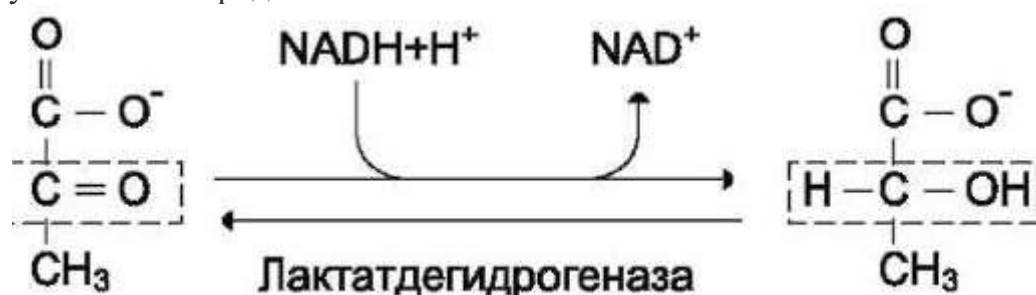 O NADH+H⁺ NAD⁺ O
C – O⁻ C – O⁻
C = O H – C – OH
CH₃ Лактатдегидрогеназа CH₃